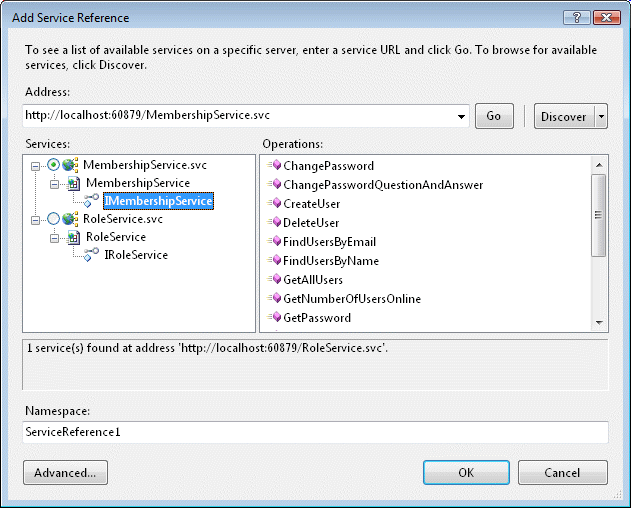 Add Service Reference
To see a list of available services on a specific server, enter a service URL and click Go. To browse for available
services, click Discover.
Address:
http://localhost:60879/MembershipService.svc
Go
Discover
Services:
Operations:
MembershipService.svc
MembershipService
IMembershipService
RoleService.svc
RoleService
IRoleService
ChangePassword
ChangePasswordQuestionAndAnswer
CreateUser
DeleteUser
FindUsersByEmail
FindUsersByName
GetAllUsers
GetNumberOfUsersOnline
GetPassword
1 service(s) found at address 'http://localhost:60879/RoleService.svc'.
Namespace:
ServiceReference1
Advanced...
OK
Cancel